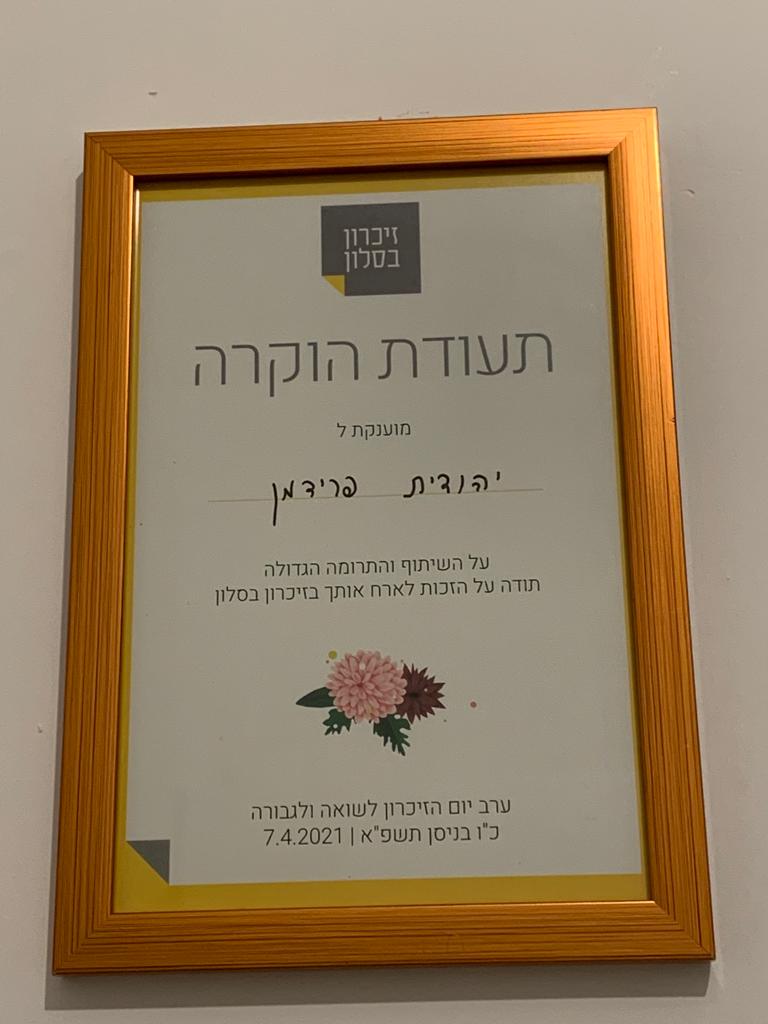 זיכרון
בסלון
תעודת הוקרה
מוענקת ל
יהודית פרידמן
על השיתוף והתרומה הגדולה
תודה על הזכות לארח אותך בזיכרון בסלון
ערב יום הזיכרון לשואה ולגבורה
כ"ו בניסן תשפ"א | 7.4.2021